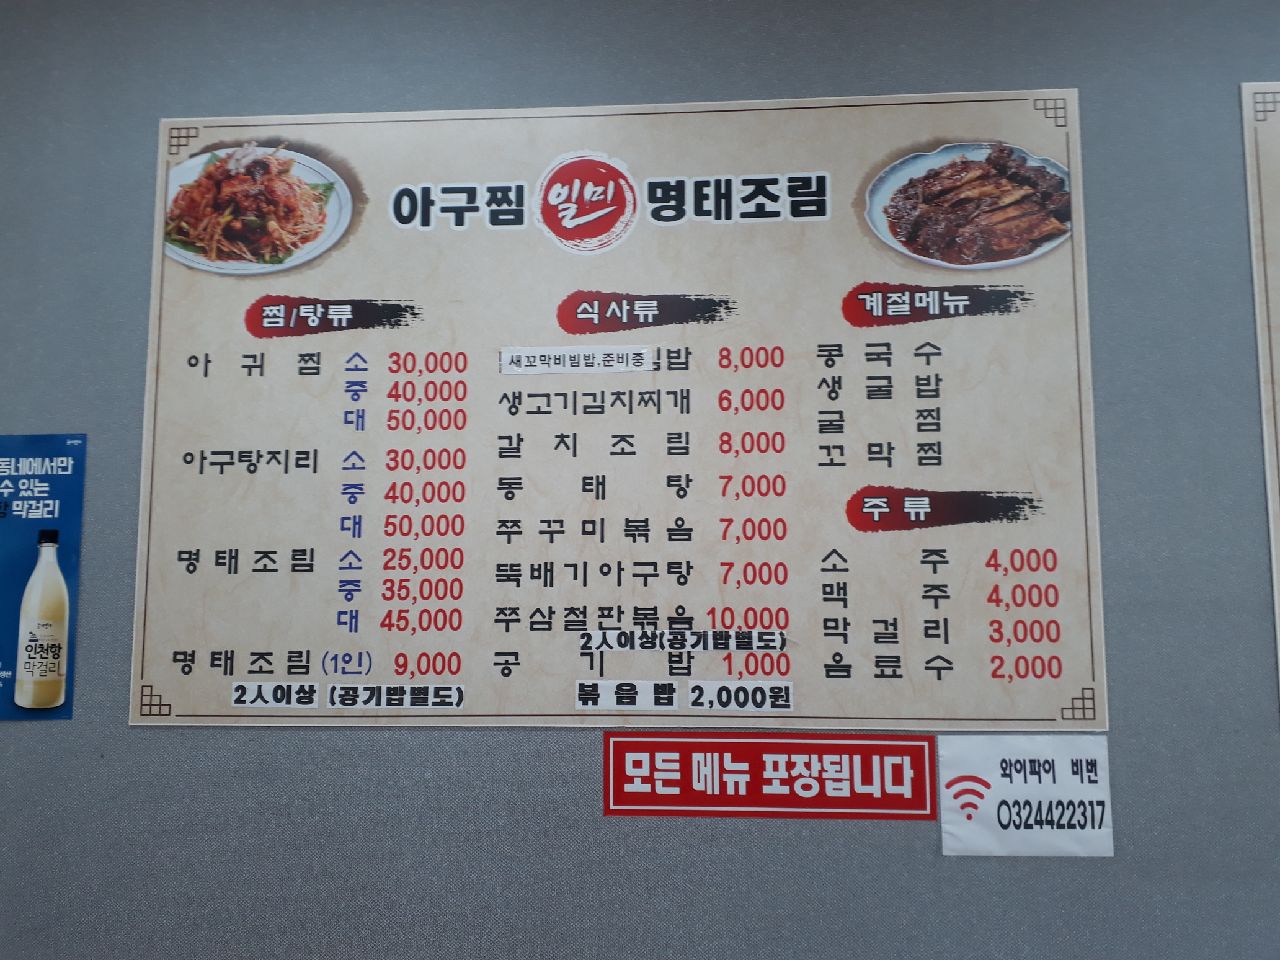 아구찜 일미 명태조림
찜/탕류
아 귀 찜 소 30,000
중 40,000
대 50,000
아구탕지리 소 30,000
중 40,000
대 50,000
명태조림 소 25,000
중 35,000
대 45,000
명태조림 (1인) 9,000
2人이상 (공기밥별도)
식사류
새꼬막비빔밥,준비중 밥 8,000
생고기김치찌개 6,000
갈 치 조 림 8,000
동 태 탕 7,000
쭈꾸미볶음 7,000
뚝배기아구탕 7,000
쭈삼철판볶음 10,000
2人이상(공기밥별도)
공 기 밥 1,000
볶음밥 2,000원
계절메뉴
콩 국 수
생 굴 밥
굴 찜
꼬 막 찜
주류
소 주 4,000
맥 주 4,000
막 걸 리 3,000
음 료 수 2,000
모든 메뉴 포장됩니다
와이파이 비번
0324422317
동네에서만
수 있는
막걸리
인천항
막걸리